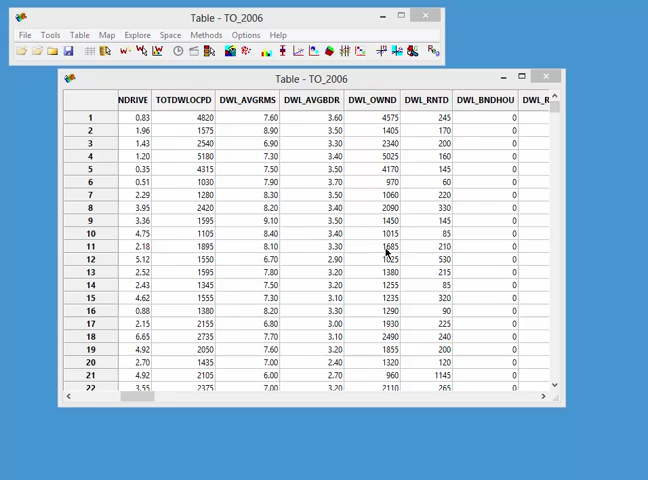 Table - TO_2006
File Tools Table Map Explore Space Methods Options Help
Table - TO_2006
NDRIVE TOTDWLOCPD DWL_AVGRMS DWL_AVGBDR DWL_OWND DWL_RNTD DWL_BNDHOU DWL_R
1 0.83 4820 7.60 3.60 4575 245 0
2 1.96 1575 8.90 3.50 1405 170 0
3 1.43 2540 6.90 3.30 2340 200 0
4 1.20 5180 7.30 3.40 5025 160 0
5 0.35 4315 7.50 3.50 4170 145 0
6 0.51 1030 7.90 3.70 970 60 0
7 2.29 1280 8.30 3.50 1060 220 0
8 3.95 2420 8.20 3.40 2090 330 0
9 3.36 1595 9.10 3.50 1450 145 0
10 4.75 1105 8.40 3.40 1015 85 0
11 2.18 1895 8.10 3.30 1685 210 0
12 5.12 1550 6.70 2.90 1025 530 0
13 2.52 1595 7.80 3.20 1380 215 0
14 2.43 1345 7.50 3.20 1255 85 0
15 4.62 1555 7.30 3.10 1235 320 0
16 0.88 1380 8.20 3.30 1290 90 0
17 2.15 2155 6.80 3.00 1930 225 0
18 6.65 2735 7.70 3.10 2490 240 0
19 4.92 2050 7.60 3.20 1855 200 0
20 2.70 1435 7.00 2.40 1320 120 0
21 4.92 2105 6.00 2.70 960 1145 0
22 3.55 2375 7.00 3.20 2110 265 0